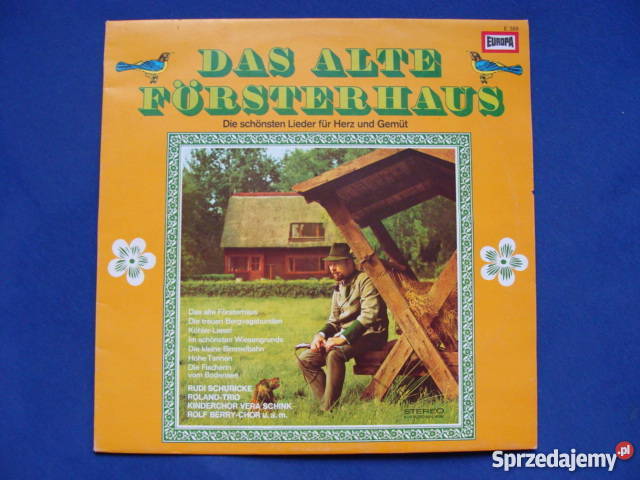 E 388
EUROPA
DAS ALTE
FÖRSTERHAUS
Die schönsten Lieder für Herz und Gemüt
Das alte Försterhaus
Die treuen Bergvagabunden
Köhler-Liesel
Im schönsten Wiesengrunde
Die kleine Bimmelbahn
Hohe Tannen
Die Fischerin
vom Bodensee
RUDI SCHURICKE
ROLAND-TRIO
KINDERCHOR VERA SCHINK
ROLF BERRY-CHOR u. a. m.
STEREO
Sprzedajemy.pl